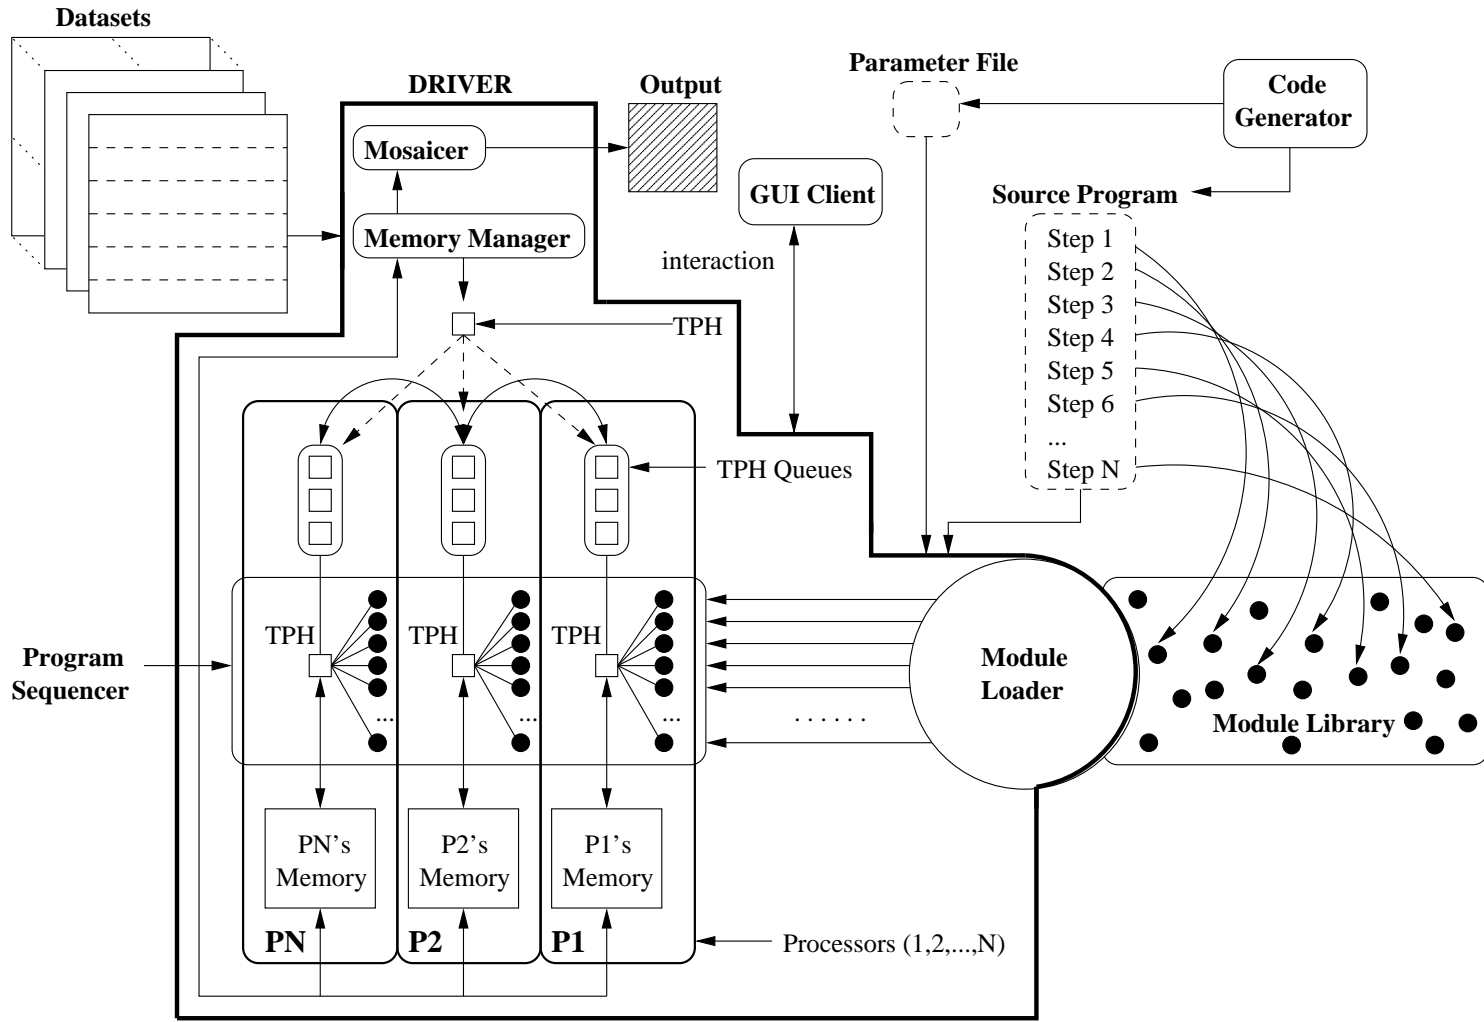 Datasets
DRIVER
Output
Parameter File
Code
Generator
Mosaicer
GUI Client
Source Program
Memory Manager
interaction
Step 1
Step 2
Step 3
Step 4
Step 5
Step 6
...
Step N
TPH
TPH Queues
TPH
TPH
TPH
Program
Sequencer
...
...
...
......
Module
Loader
Module Library
PN's
Memory
P2's
Memory
P1's
Memory
PN
P2
P1
Processors (1,2,...,N)